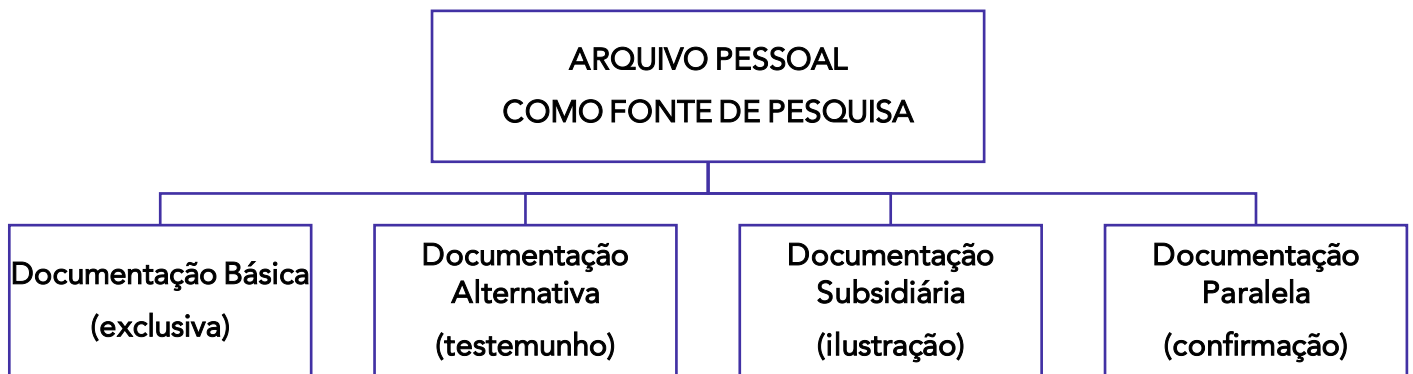 ARQUIVO PESSOAL
COMO FONTE DE PESQUISA
Documentação Básica
(exclusiva)
Documentação
Alternativa
(testemunho)
Documentação
Subsidiária
(ilustração)
Documentação
Paralela
(confirmação)